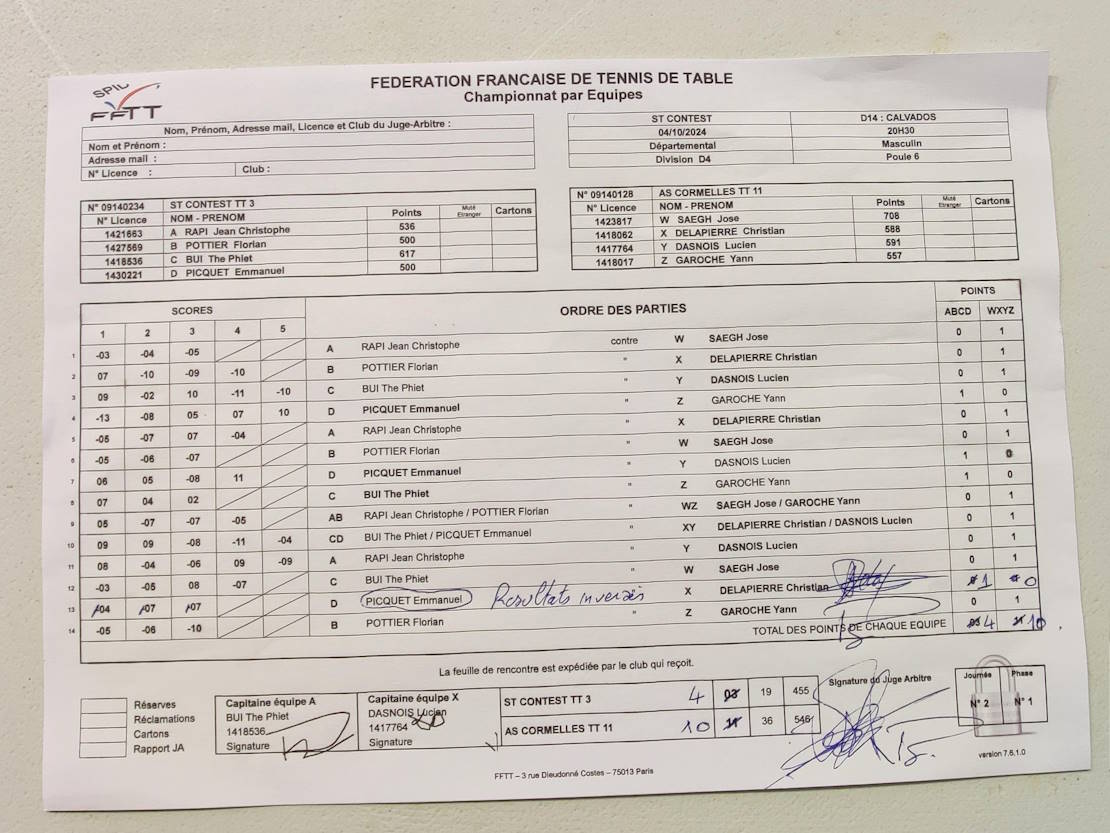 SPID
FFTT
FEDERATION FRANCAISE DE TENNIS DE TABLE
Championnat par Equipes
Nom, Prénom, Adresse mail, Licence et Club du Juge-Arbitre :
Nom et Prénom :
Adresse mail :
N° Licence : Club :
ST CONTEST D14 : CALVADOS
04/10/2024 20H30
Départemental Masculin
Division D4 Poule 6
N° 09140234 ST CONTEST TT 3
N° Licence NOM - PRENOM Points Muté Etranger Cartons
1421663 A RAPI Jean Christophe 536
1427569 B POTTIER Florian 500
1418536 C BUI The Phiet 617
1430221 D PICQUET Emmanuel 500
N° 09140128 AS CORMELLES TT 11
N° Licence NOM - PRENOM Points Muté Etranger Cartons
1423817 W SAEGH Jose 708
1418062 X DELAPIERRE Christian 588
1417764 Y DASNOIS Lucien 591
1418017 Z GAROCHE Yann 557
SCORES ORDRE DES PARTIES POINTS
1 2 3 4 5 ABCD WXYZ
1 -03 -04 -05 A RAPI Jean Christophe contre W SAEGH Jose 0 1
2 07 -10 -09 -10 B POTTIER Florian " X DELAPIERRE Christian 0 1
3 09 -02 10 -11 -10 C BUI The Phiet " Y DASNOIS Lucien 0 1
4 -13 -08 05 07 10 D PICQUET Emmanuel " Z GAROCHE Yann 1 0
5 -05 -07 07 -04 A RAPI Jean Christophe " X DELAPIERRE Christian 0 1
6 -05 -06 -07 B POTTIER Florian " W SAEGH Jose 0 1
7 06 05 -08 11 D PICQUET Emmanuel " Y DASNOIS Lucien 1 0
8 07 04 02 C BUI The Phiet " Z GAROCHE Yann 1 0
9 05 -07 -07 -05 AB RAPI Jean Christophe / POTTIER Florian " WZ SAEGH Jose / GAROCHE Yann 0 1
10 09 09 -08 -11 -04 CD BUI The Phiet / PICQUET Emmanuel " XY DELAPIERRE Christian / DASNOIS Lucien 0 1
11 08 -04 -06 09 -09 A RAPI Jean Christophe " Y DASNOIS Lucien 0 1
12 -03 -05 08 -07 C BUI The Phiet " W SAEGH Jose 0 1
13 04 07 07 D PICQUET Emmanuel Resultats inversés X DELAPIERRE Christian 1 0
14 -05 -06 -10 B POTTIER Florian " Z GAROCHE Yann 0 1
TOTAL DES POINTS DE CHAQUE EQUIPE 03 4 11 10
La feuille de rencontre est expédiée par le club qui reçoit.
Réserves
Réclamations
Cartons
Rapport JA
Capitaine équipe A
BUI The Phiet
1418536
Signature
Capitaine équipe X
DASNOIS Lucien
1417764
Signature
ST CONTEST TT 3 4 03 19 455
AS CORMELLES TT 11 10 11 36 546
Signature du Juge Arbitre
Journée Phase
N° 2 N° 1
version 7.6.1.0
FFTT – 3 rue Dieudonné Costes – 75013 Paris